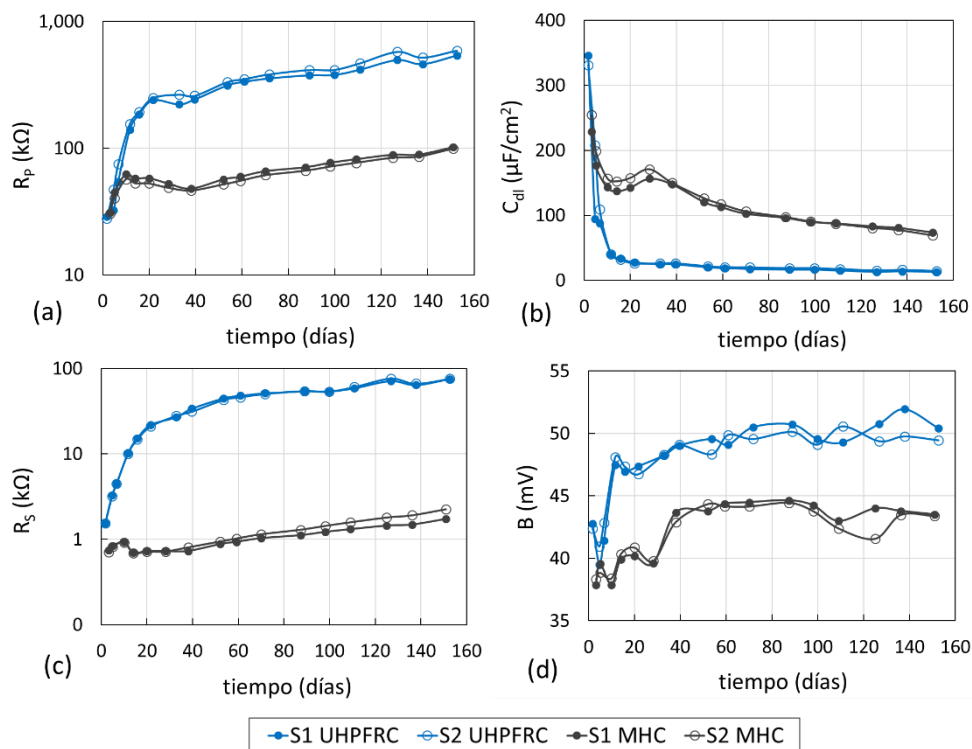 1,000
100
10
R_P (kΩ)
0 20 40 60 80 100 120 140 160
(a)
tiempo (días)
400
300
200
100
0
C_dl (µF/cm²)
0 20 40 60 80 100 120 140 160
(b)
tiempo (días)
100
10
1
0
R_S (kΩ)
0 20 40 60 80 100 120 140 160
(c)
tiempo (días)
55
50
45
40
35
B (mV)
0 20 40 60 80 100 120 140 160
(d)
tiempo (días)
S1 UHPFRC S2 UHPFRC S1 MHC S2 MHC